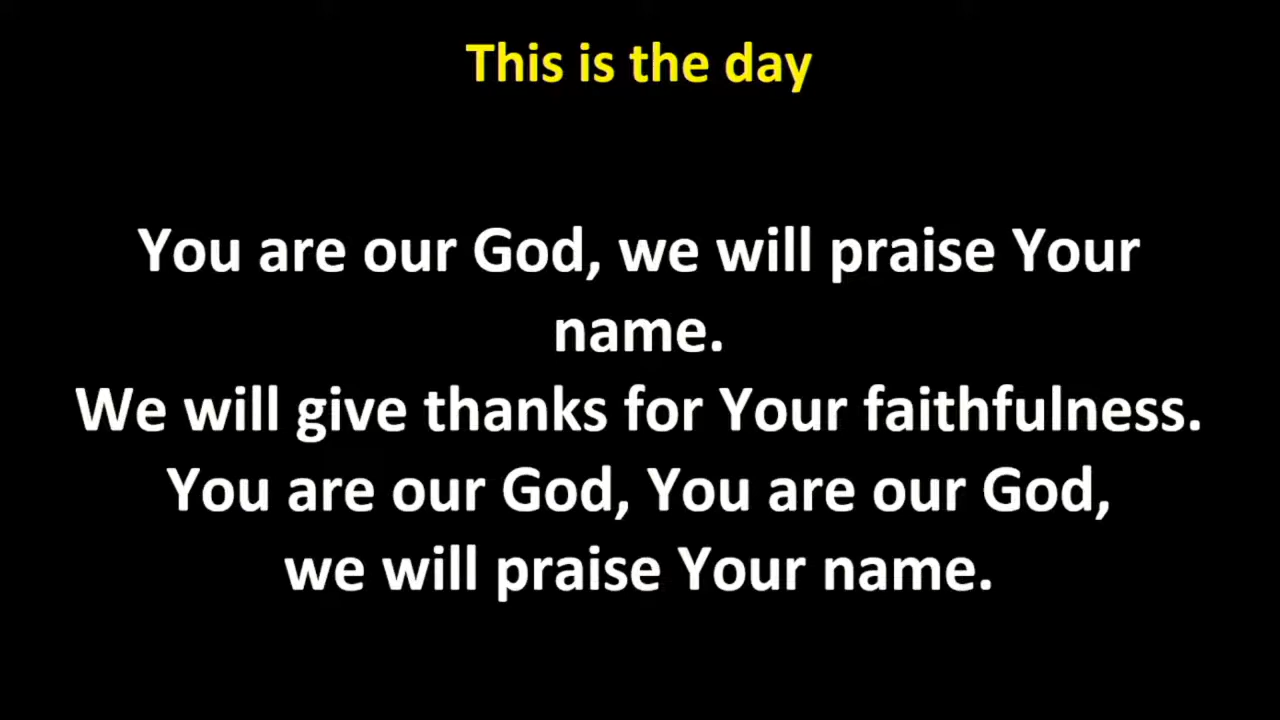 This is the day
You are our God, we will praise Your
name.
We will give thanks for Your faithfulness.
You are our God, You are our God,
we will praise Your name.